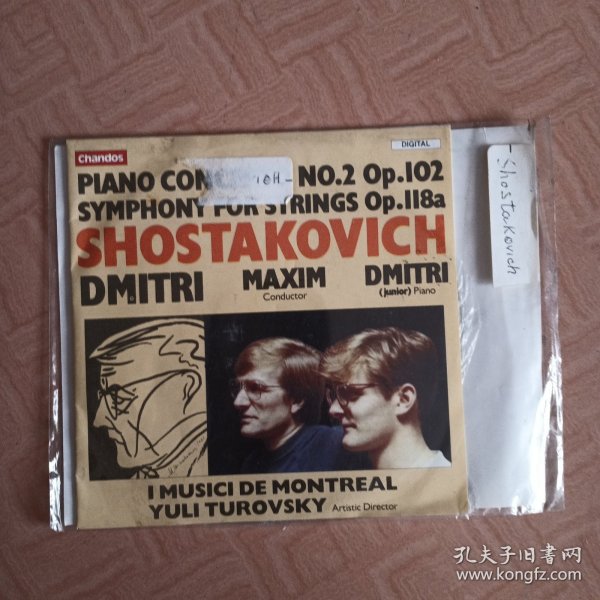 Chandos
DIGITAL
PIANO CON NO.2 Op.102
SYMPHONY FOR STRINGS Op.118a
SHOSTAKOVICH
DMITRI MAXIM DMITRI
Conductor (junior) Piano
I MUSICI DE MONTREAL
YULI TUROVSKY Artistic Director
Shostakovich
孔夫子旧书网
www.kongfz.com